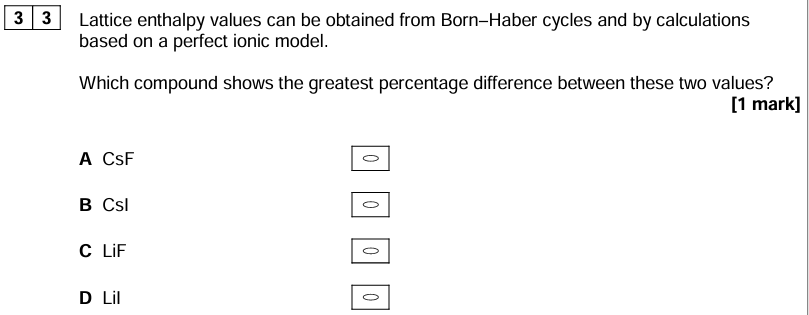 3 3 Lattice enthalpy values can be obtained from Born–Haber cycles and by calculations
based on a perfect ionic model.
Which compound shows the greatest percentage difference between these two values?
[1 mark]
A CsF
B CsI
C LiF
D LiI